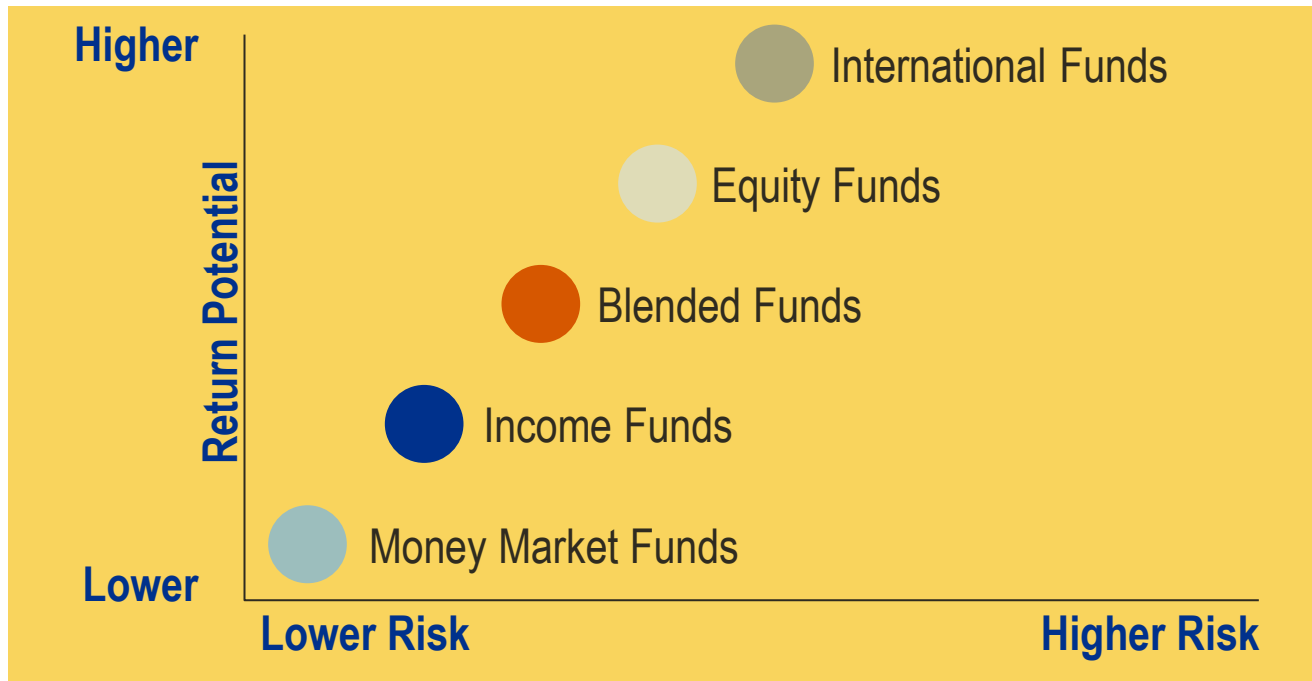 Higher
International Funds
Equity Funds
Return Potential
Blended Funds
Income Funds
Money Market Funds
Lower
Lower Risk
Higher Risk